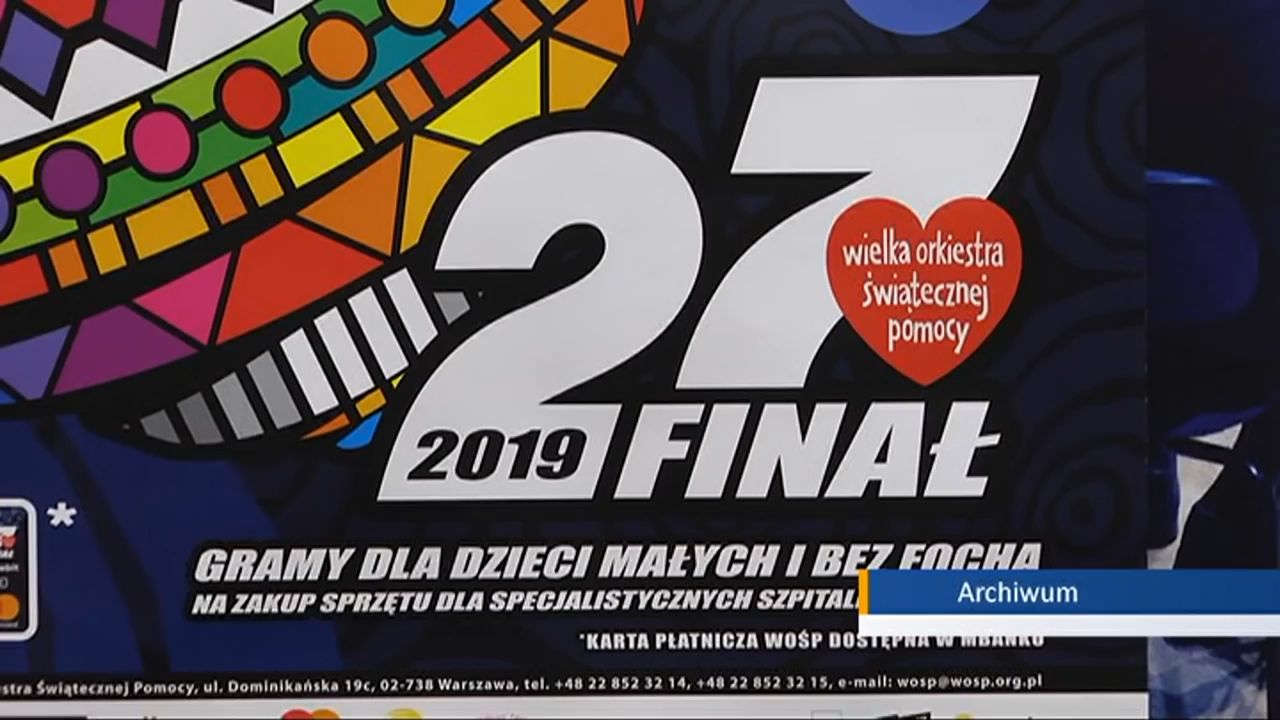 27
wielka orkiestra
świątecznej
pomocy
2019 FINAŁ
*
GRAMY DLA DZIECI MAŁYCH I BEZ FOCHA
NA ZAKUP SPRZĘTU DLA SPECJALISTYCZNYCH
Archiwum
*KARTA PŁATNICZA WOŚP DOSTĘPNA W MBANKU
Świątecznej Pomocy, ul. Dominikańska 19c, 02-738 Warszawa, tel. +48 22 852 32 14, +48 22 852 32 15, e-mail: wosp@wosp.org.pl